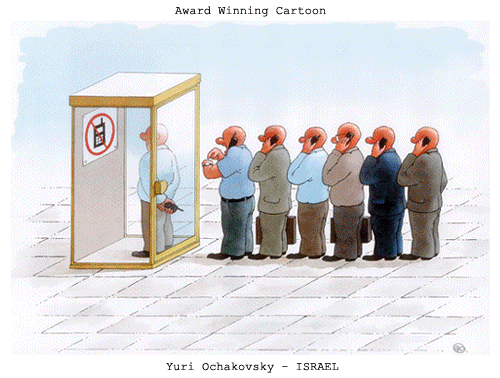 Award Winning Cartoon
Yuri Ochakovsky - ISRAEL